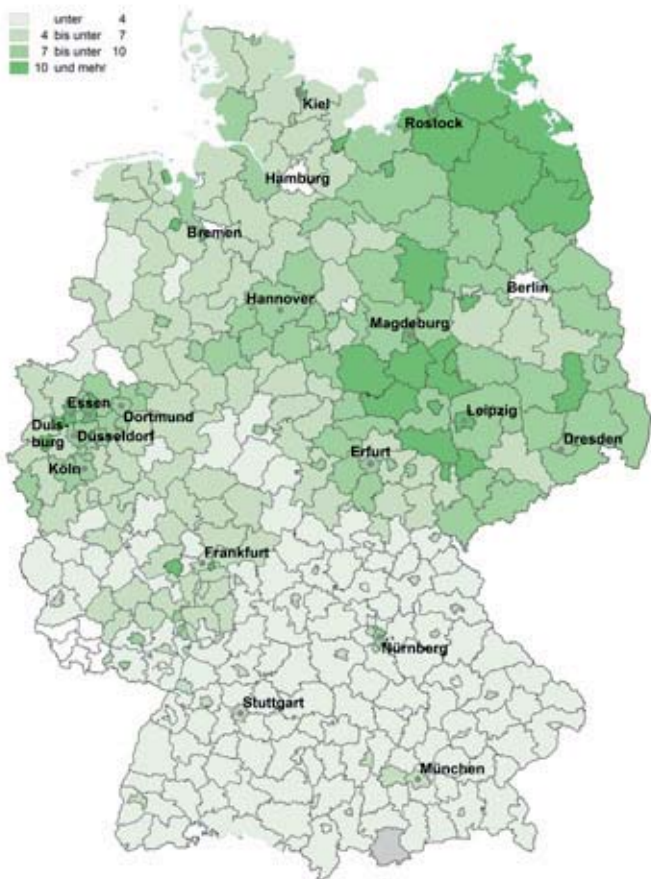 unter 4
4 bis unter 7
7 bis unter 10
10 und mehr
Kiel
Rostock
Hamburg
Bremen
Berlin
Hannover
Magdeburg
Essen
Dortmund
Duis-
burg
Düsseldorf
Leipzig
Köln
Erfurt
Dresden
Frankfurt
Nürnberg
Stuttgart
München